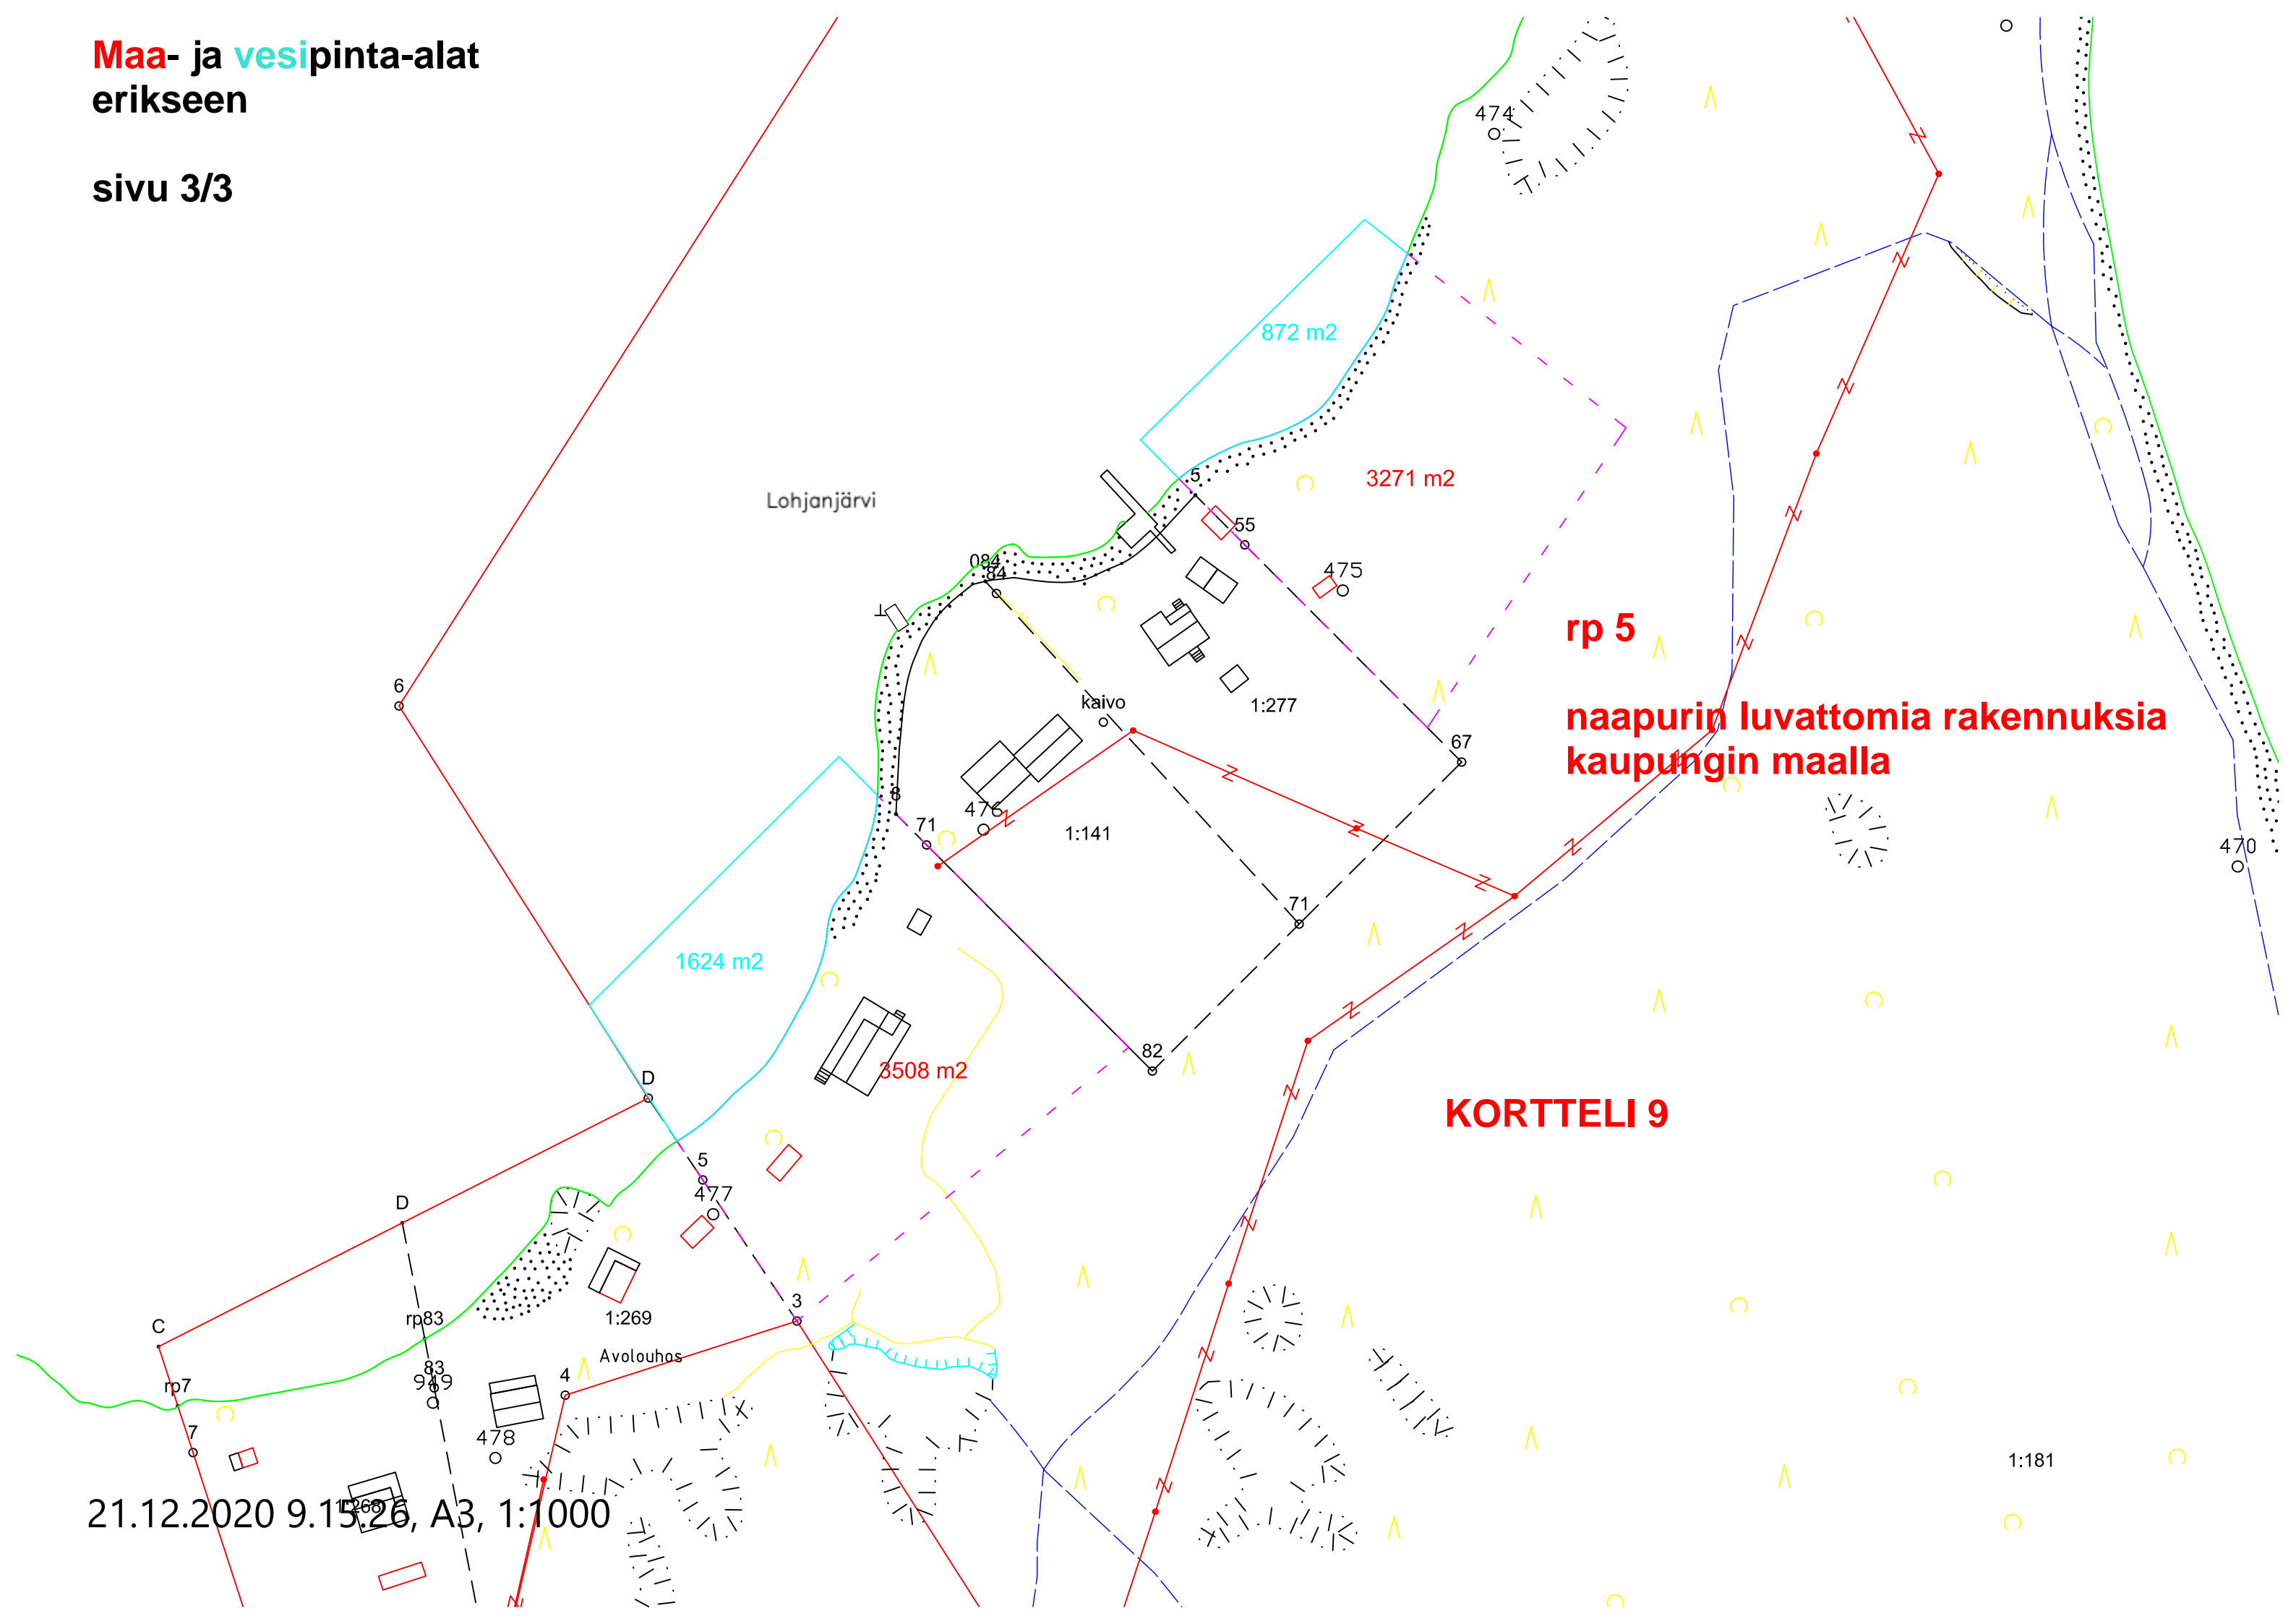 Maa- ja vesipinta-alat
erikseen
sivu 3/3
474
872 m2
3271 m2
Lohjanjärvi
5
55
084
84
475
rp 5
6
kaivo
1:277
naapurin luvattomia rakennuksia
kaupungin maalla
67
8
71
476
1:141
470
71
1624 m2
82
3508 m2
D
KORTTELI 9
5
477
D
3
C
rp83
1:269
Avolouhos
83
949
4
rp7
7
478
1:181
1:268
21.12.2020 9.15.26, A3, 1:1000